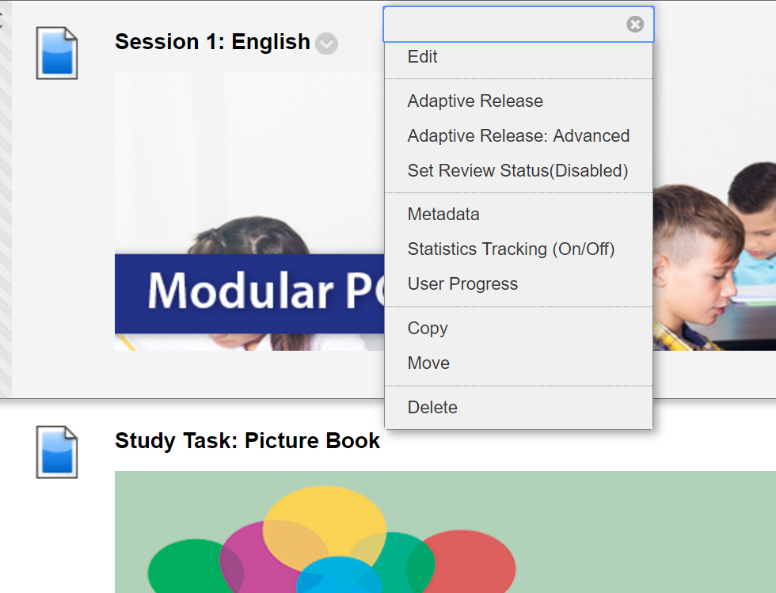 Session 1: English
Edit
Adaptive Release
Adaptive Release: Advanced
Set Review Status(Disabled)
Metadata
Statistics Tracking (On/Off)
User Progress
Copy
Move
Delete
Modular
Study Task: Picture Book